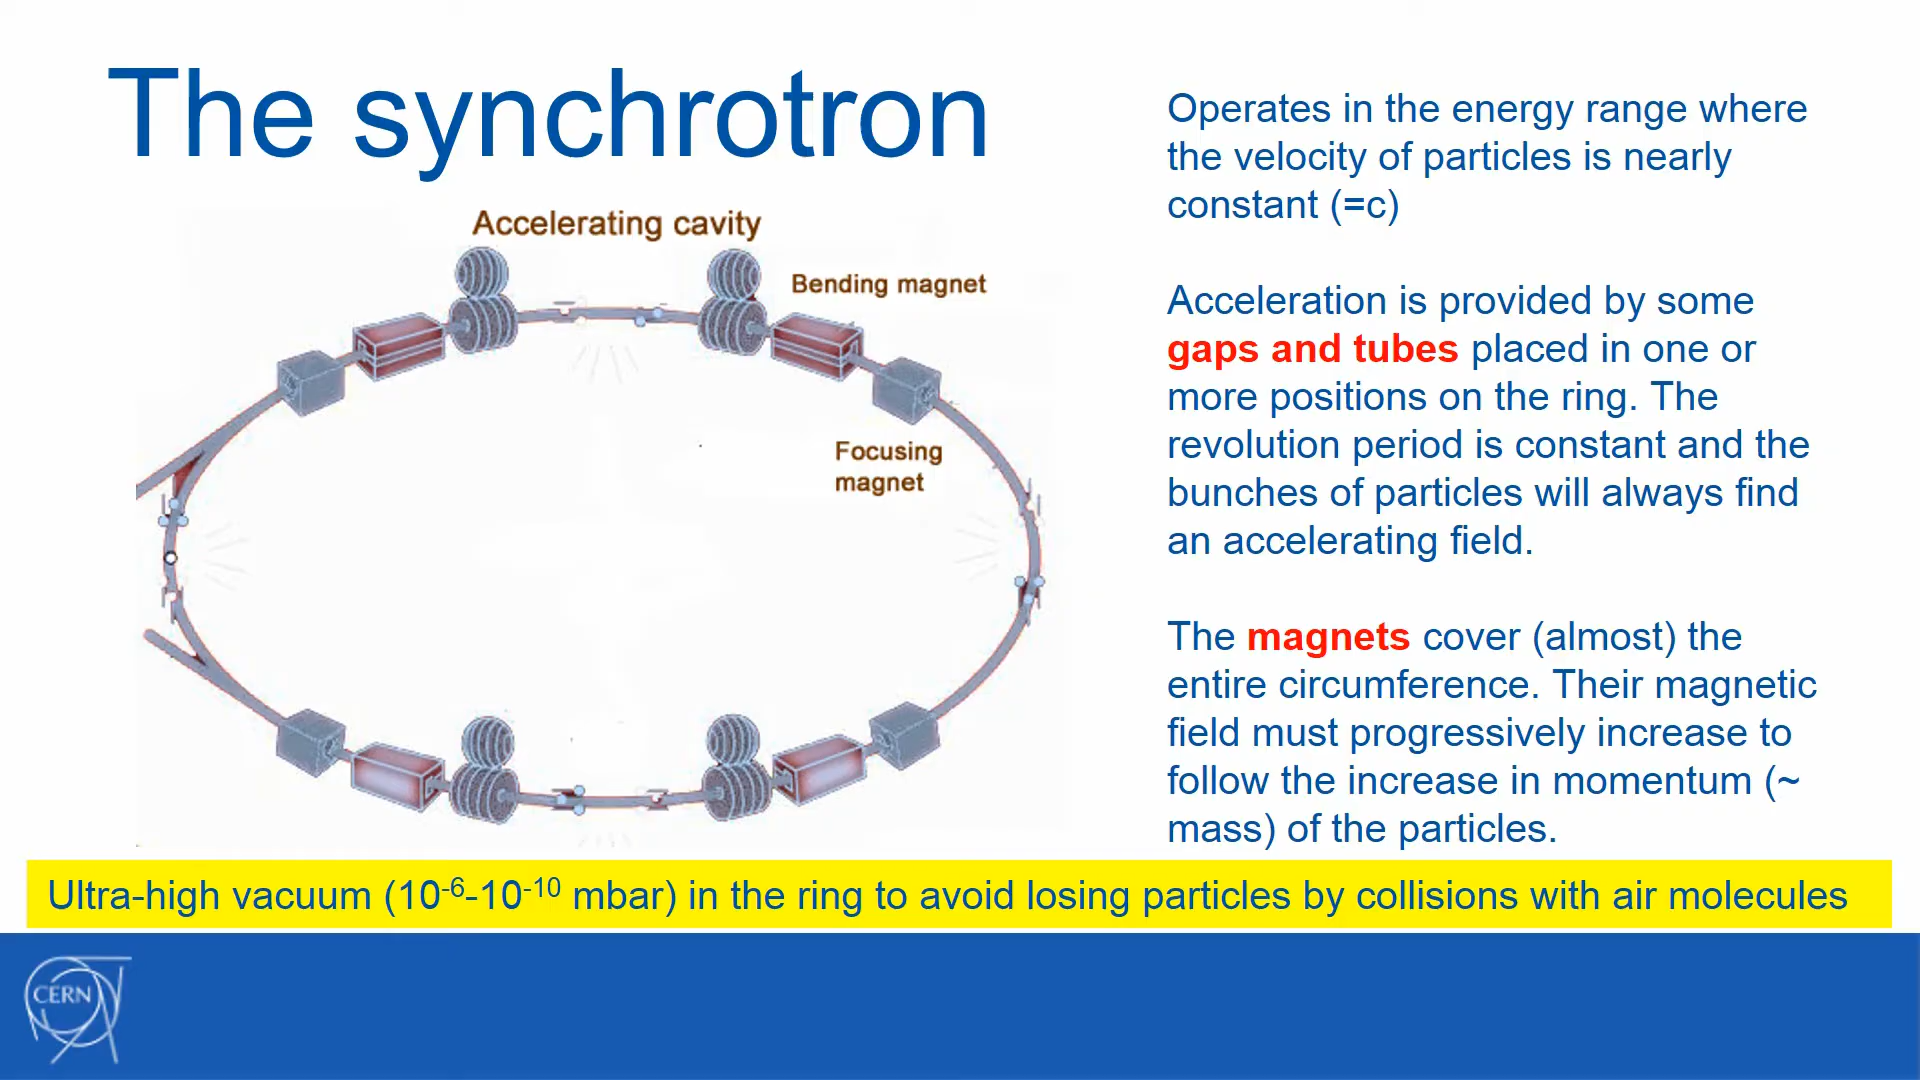 The synchrotron
Accelerating cavity
Bending magnet
Focusing
magnet
Operates in the energy range where
the velocity of particles is nearly
constant (=c)
Acceleration is provided by some
gaps and tubes placed in one or
more positions on the ring. The
revolution period is constant and the
bunches of particles will always find
an accelerating field.
The magnets cover (almost) the
entire circumference. Their magnetic
field must progressively increase to
follow the increase in momentum (~
mass) of the particles.
Ultra-high vacuum (10⁻⁶-10⁻¹⁰ mbar) in the ring to avoid losing particles by collisions with air molecules
CERN